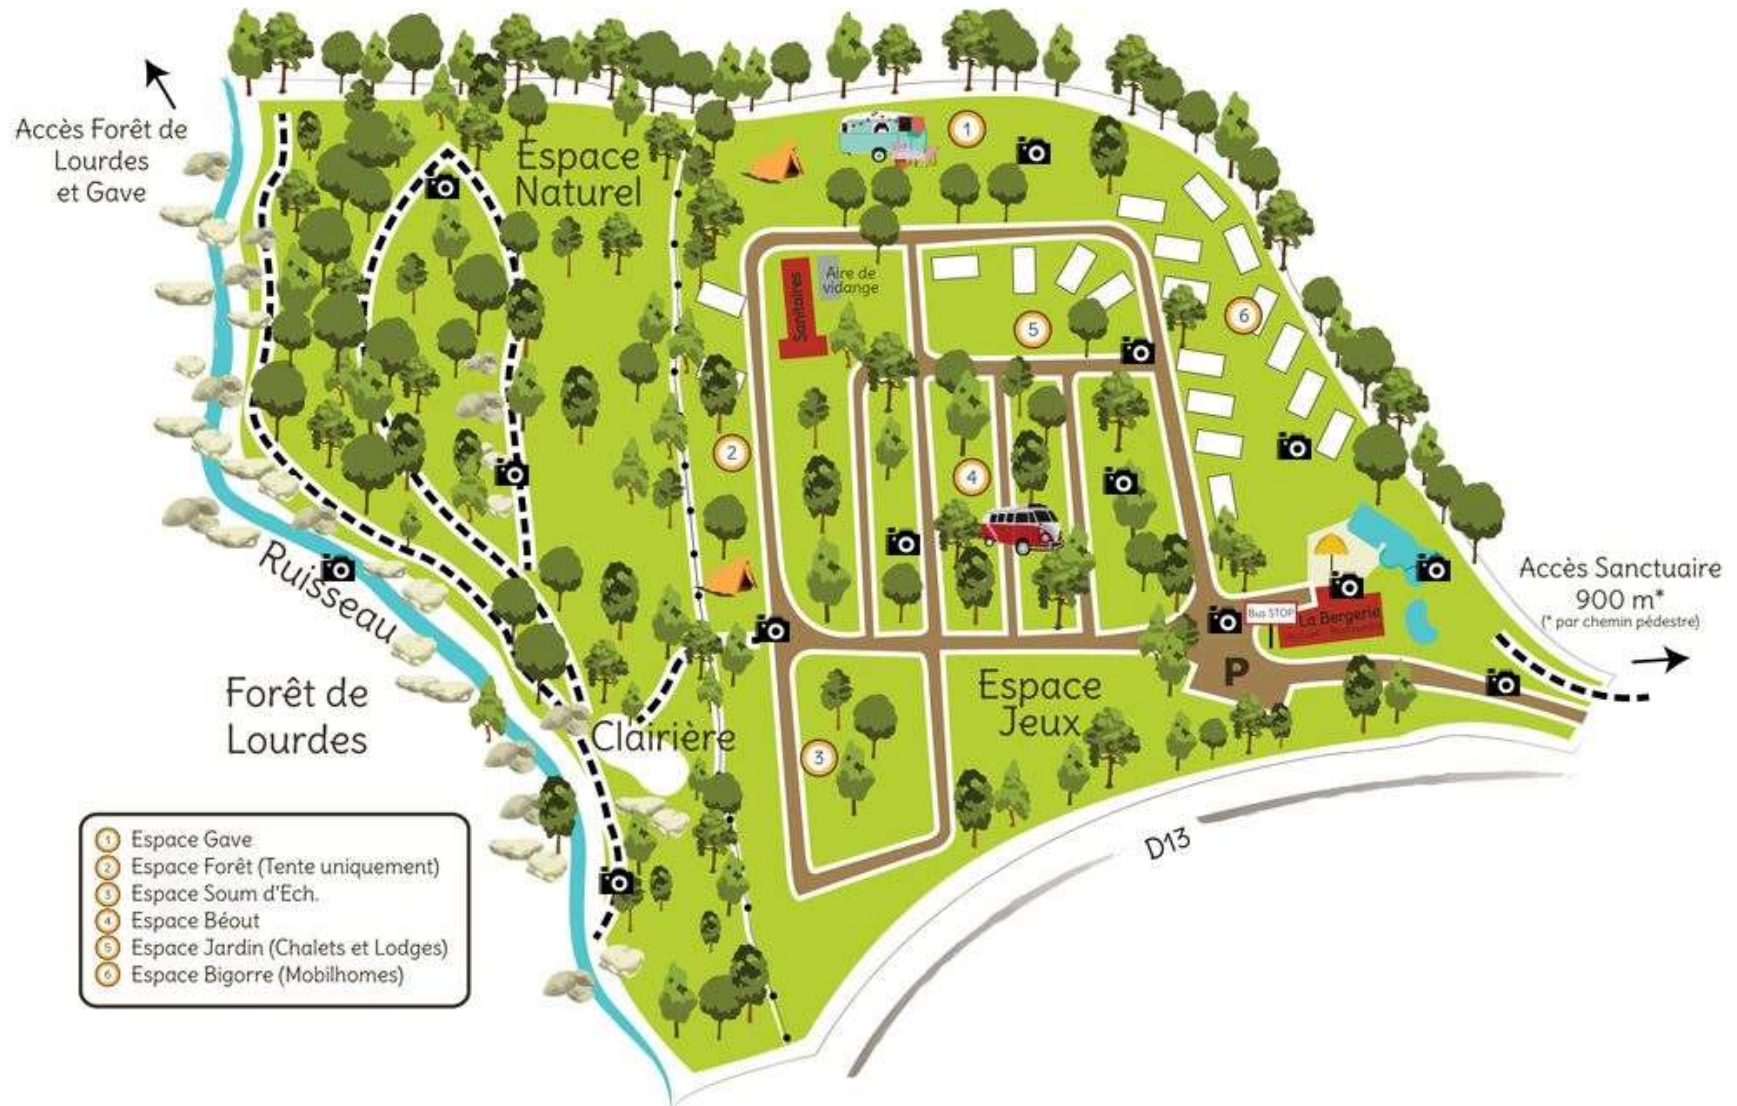 Accès Forêt de
Lourdes
et Gave
Espace
Naturel
1
Sanitaires
Aire de
vidange
5
6
2
4
Ruisseau
Accès Sanctuaire
900 m*
(* par chemin pédestre)
Bus STOP
La Bergerie
P
Forêt de
Lourdes
Clairière
Espace
Jeux
3
D13
1 Espace Gave
2 Espace Forêt (Tente uniquement)
3 Espace Soum d'Ech.
4 Espace Béout
5 Espace Jardin (Chalets et Lodges)
6 Espace Bigorre (Mobilhomes)